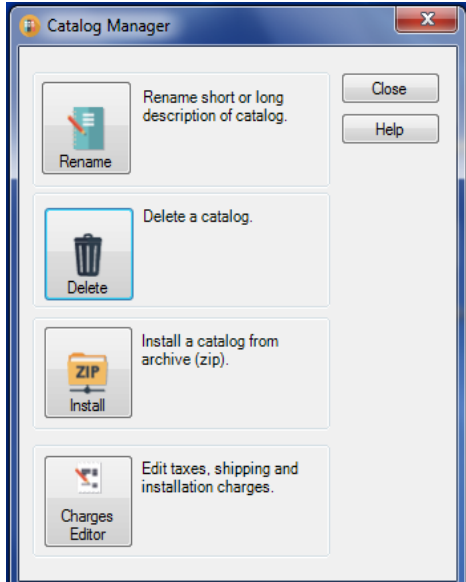 Catalog Manager
Rename short or long
description of catalog.
Rename
Close
Help
Delete a catalog.
Delete
Install a catalog from
archive (zip).
ZIP
Install
Edit taxes, shipping and
installation charges.
Charges
Editor